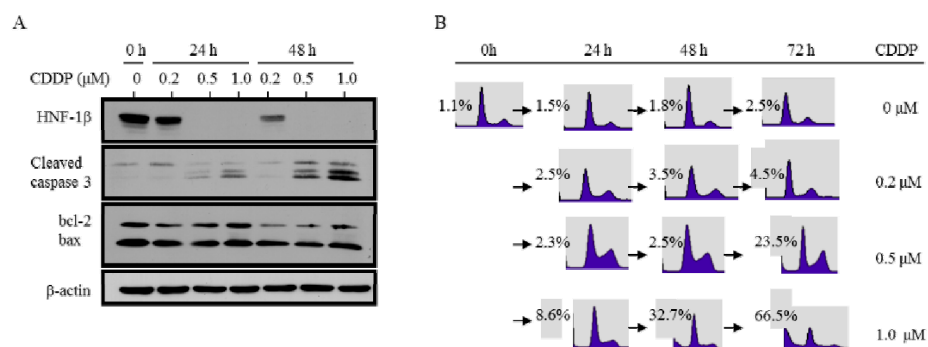 A
0 h 24 h 48 h
CDDP (μM) 0 0.2 0.5 1.0 0.2 0.5 1.0
HNF-1β
Cleaved
caspase 3
bcl-2
bax
β-actin
B
0h 24 h 48 h 72 h CDDP
1.1% 1.5% 1.8% 2.5% 0 μM
2.5% 3.5% 4.5% 0.2 μM
2.3% 2.5% 23.5% 0.5 μM
8.6% 32.7% 66.5% 1.0 μM